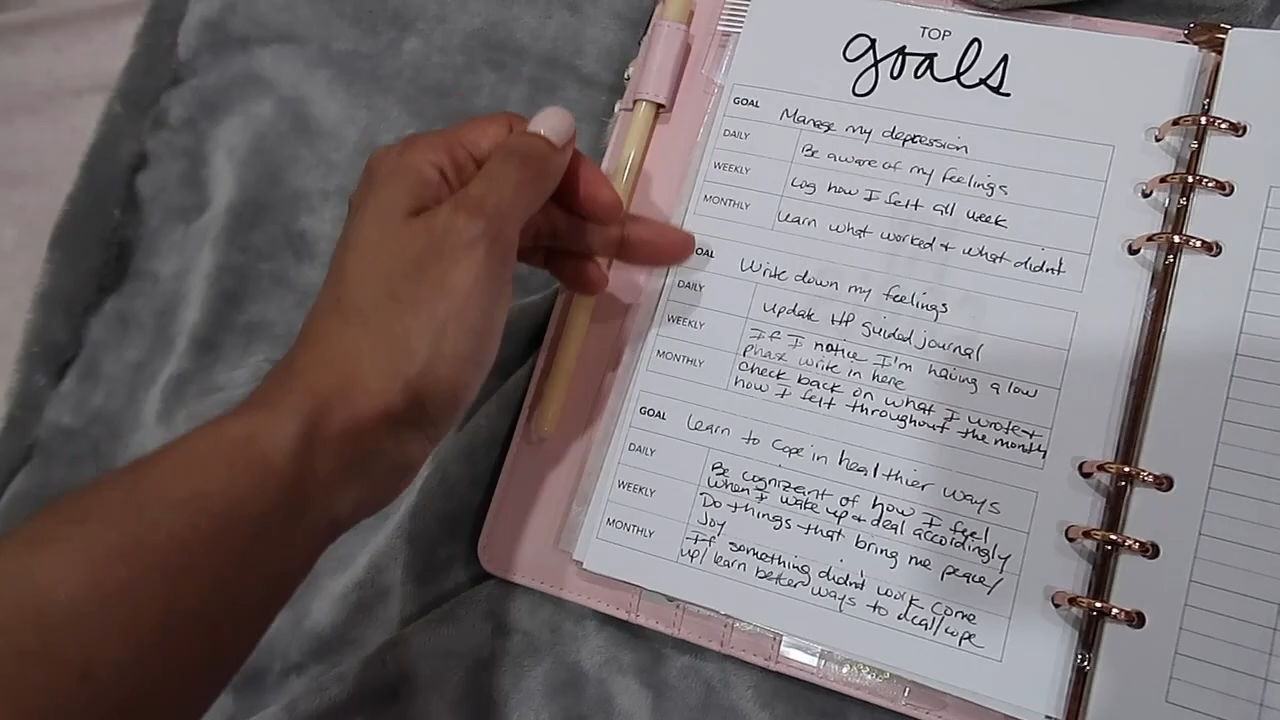 TOP
goals
GOAL Manage my depression
DAILY Be aware of my feelings
WEEKLY Log how I felt all week
MONTHLY Learn what worked + what didn't
OAL Write down my feelings
DAILY update HP guided journal
WEEKLY If I notice I'm having a low
phase write in here
MONTHLY Check back on what I wrote +
how I felt throughout the month
GOAL Learn to cope in healthier ways
DAILY Be cognizant of how I feel
when I wake up + deal accordingly
WEEKLY Do things that bring me peace/
Joy
MONTHLY If something didn't work come
up/learn better ways to deal/cope